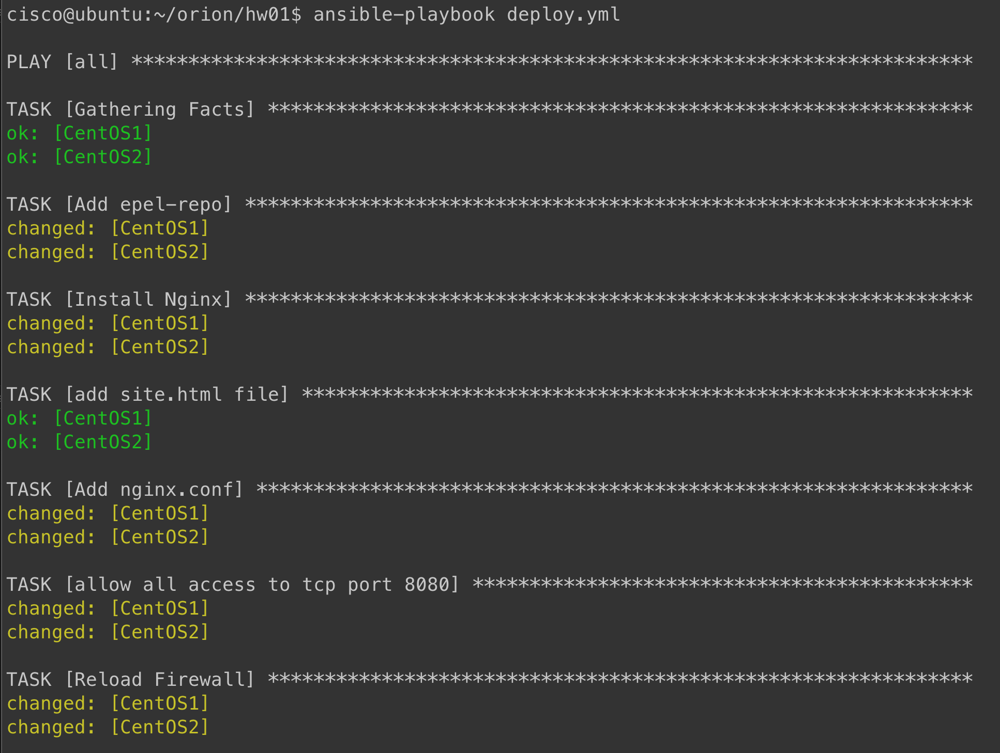 cisco@ubuntu:~/orion/hw01$ ansible-playbook deploy.yml
PLAY [all] **************************************************************************
TASK [Gathering Facts] **************************************************************
ok: [CentOS1]
ok: [CentOS2]
TASK [Add epel-repo] ****************************************************************
changed: [CentOS1]
changed: [CentOS2]
TASK [Install Nginx] ****************************************************************
changed: [CentOS1]
changed: [CentOS2]
TASK [add site.html file] ***********************************************************
ok: [CentOS1]
ok: [CentOS2]
TASK [Add nginx.conf] ***************************************************************
changed: [CentOS1]
changed: [CentOS2]
TASK [allow all access to tcp port 8080] ********************************************
changed: [CentOS1]
changed: [CentOS2]
TASK [Reload Firewall] **************************************************************
changed: [CentOS1]
changed: [CentOS2]